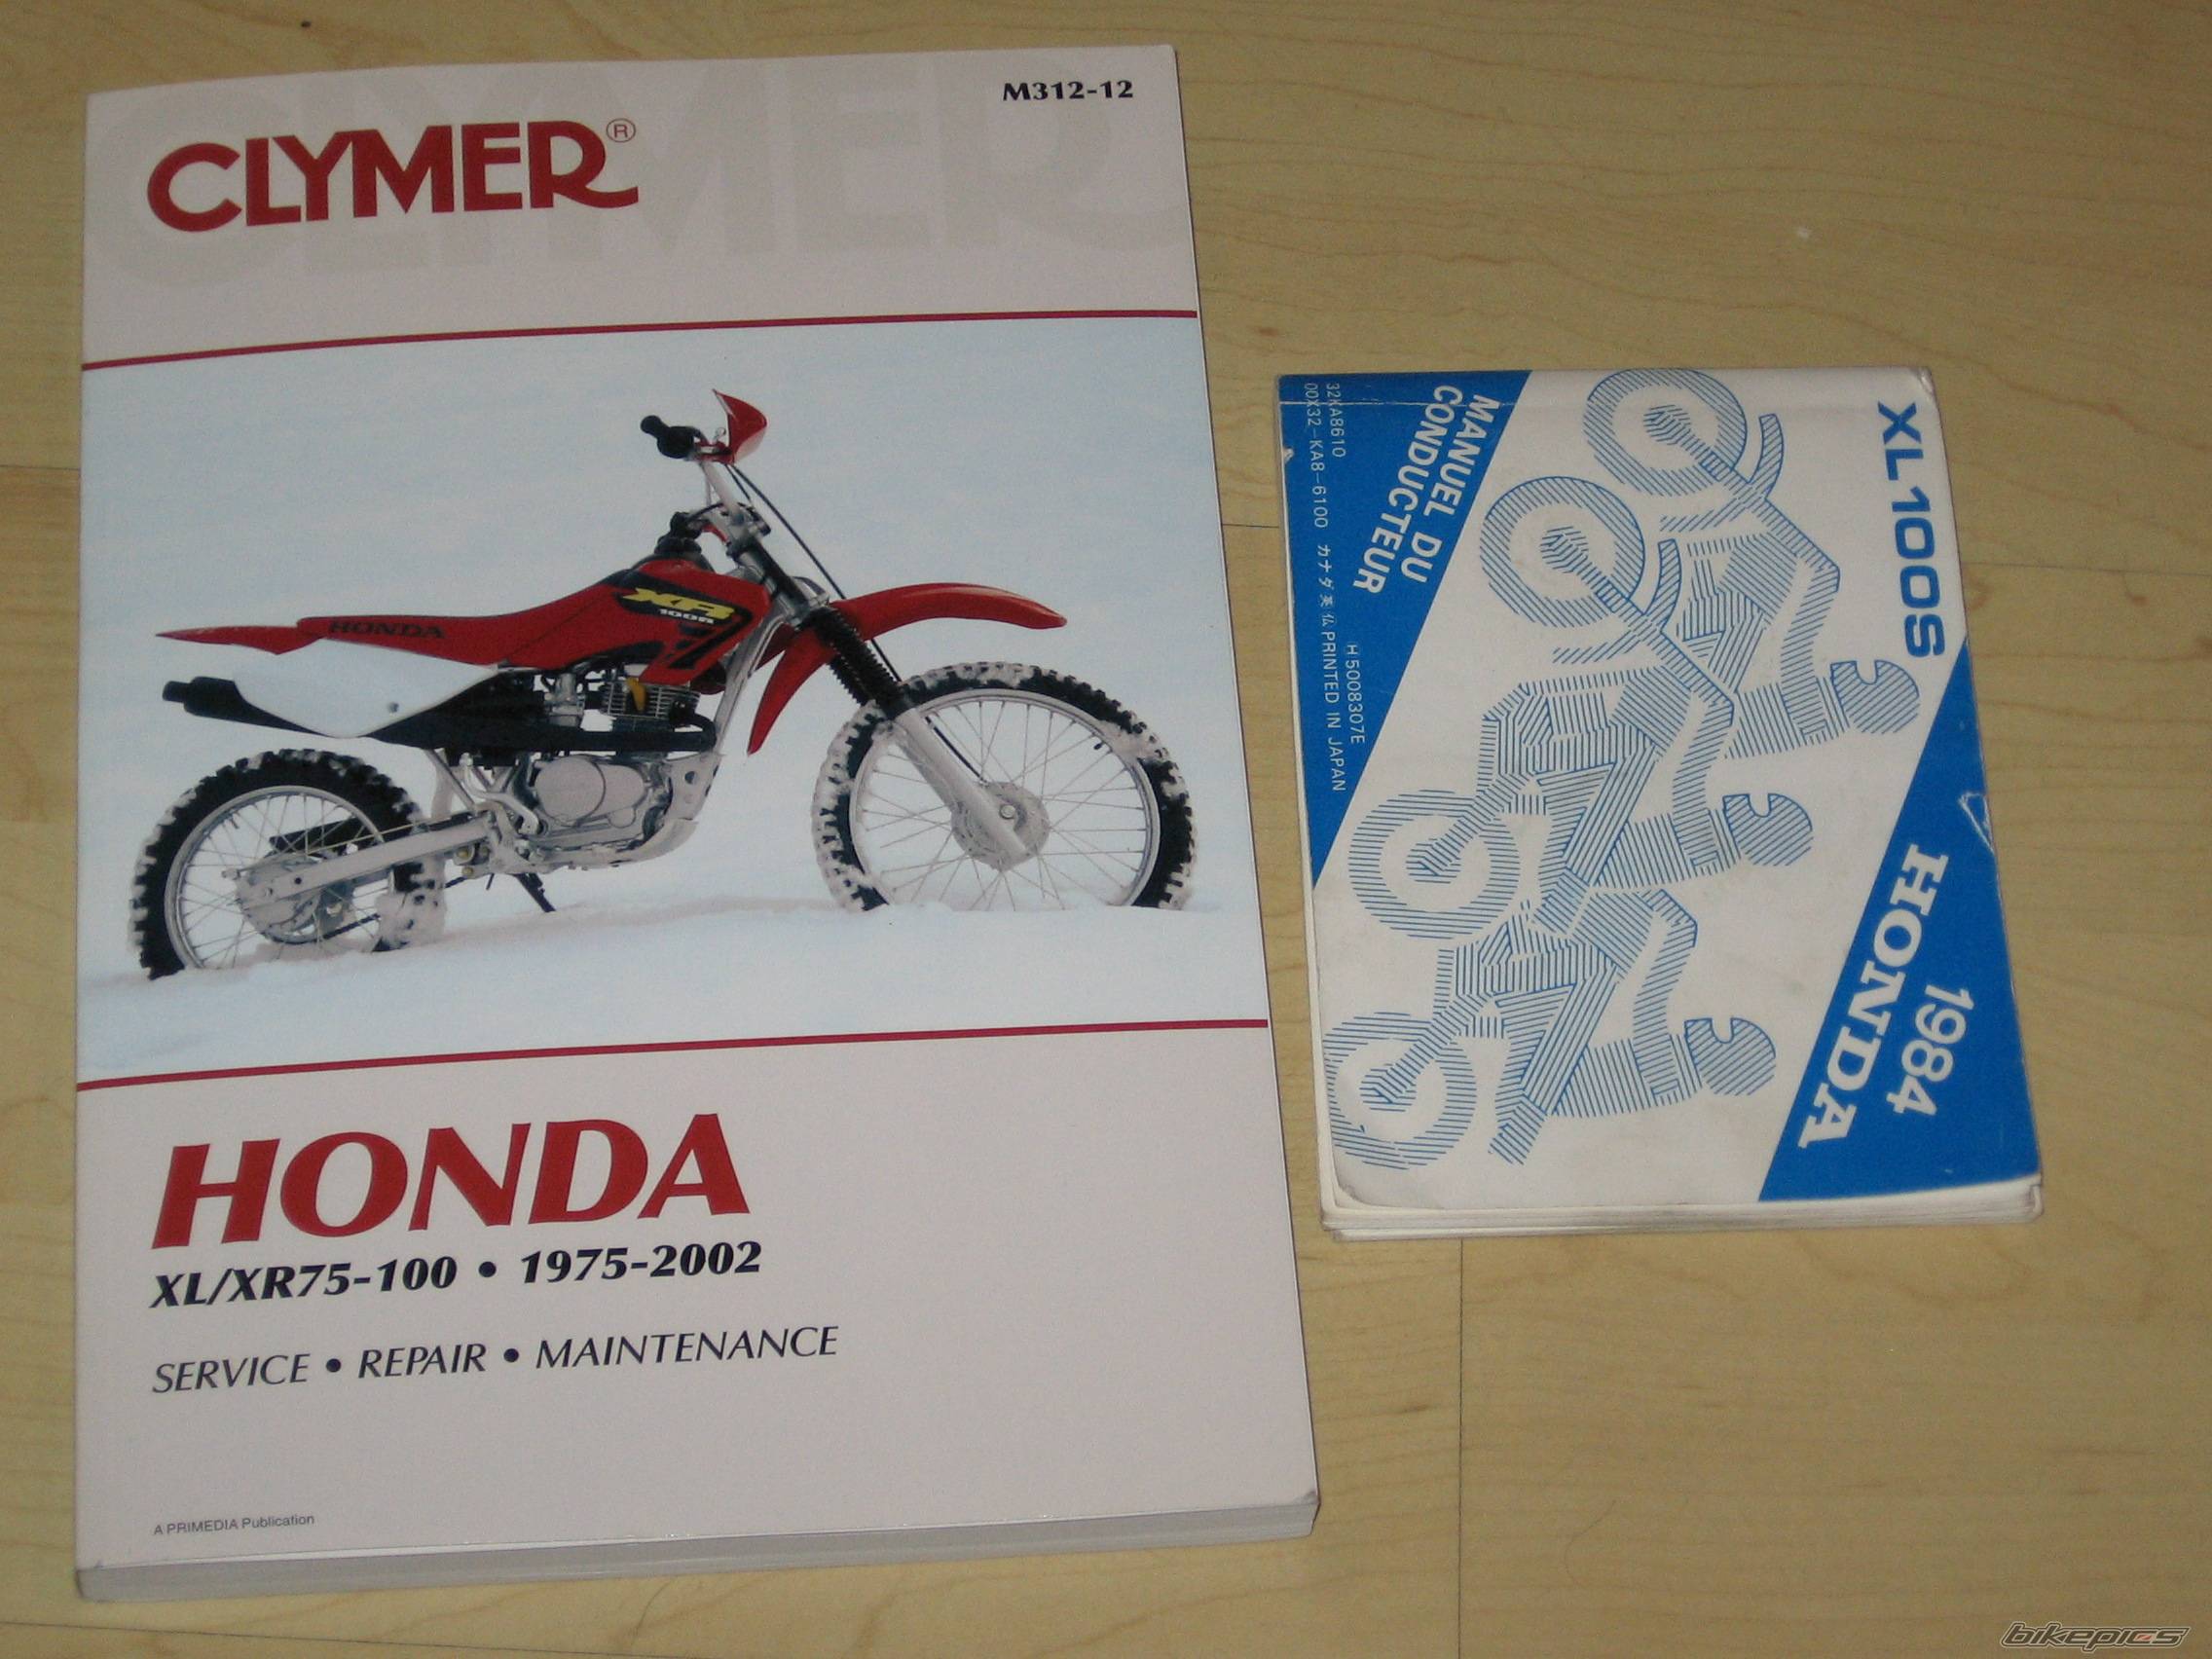 M312-12
CLYMER®
HONDA
XR
100R
HONDA
XL/XR75-100 • 1975-2002
SERVICE • REPAIR • MAINTENANCE
A PRIMEDIA Publication
XL100S
1984
HONDA
MANUEL DU
CONDUCTEUR
32KA8610
H5008307E
00X32-KA8-6100 カナダ英仏 PRINTED IN JAPAN
bikepics